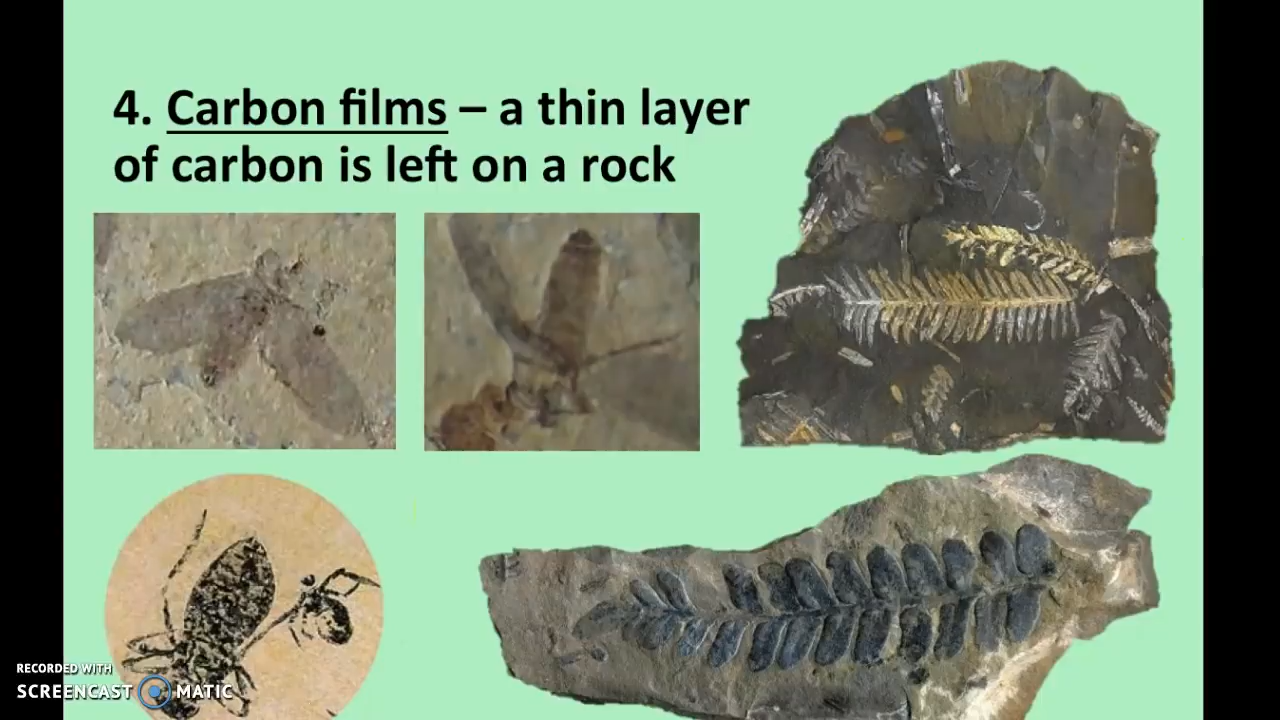 4. Carbon films – a thin layer
of carbon is left on a rock
RECORDED WITH
SCREENCAST MATIC